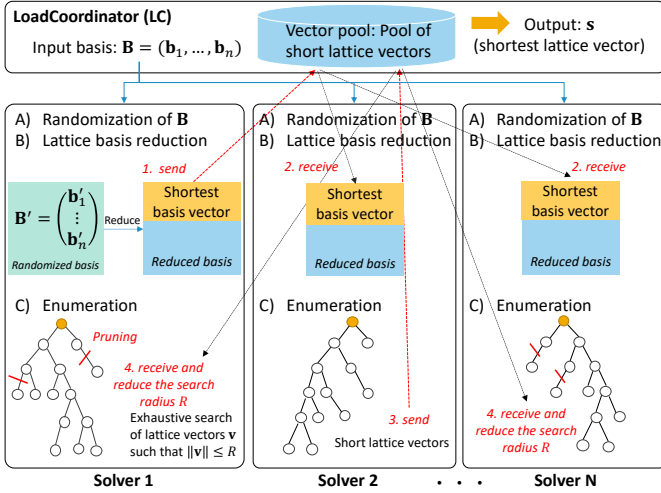 LoadCoordinator (LC)
Input basis: B = (b₁, ..., bₙ)
Vector pool: Pool of
short lattice vectors
Output: s
(shortest lattice vector)
A) Randomization of B
B) Lattice basis reduction
1. send
B′ = (b′₁ ⋮ b′ₙ)
Randomized basis
Reduce
Shortest
basis vector
Reduced basis
C) Enumeration
Pruning
4. receive and
reduce the search
radius R
Exhaustive search
of lattice vectors v
such that ‖v‖ ≤ R
Solver 1
A) Randomization of B
B) Lattice basis reduction
2. receive
Shortest
basis vector
Reduced basis
C) Enumeration
3. send
Short lattice vectors
Solver 2
. . .
A) Randomization of B
B) Lattice basis reduction
2. receive
Shortest
basis vector
Reduced basis
C) Enumeration
4. receive and
reduce the search
radius R
Solver N